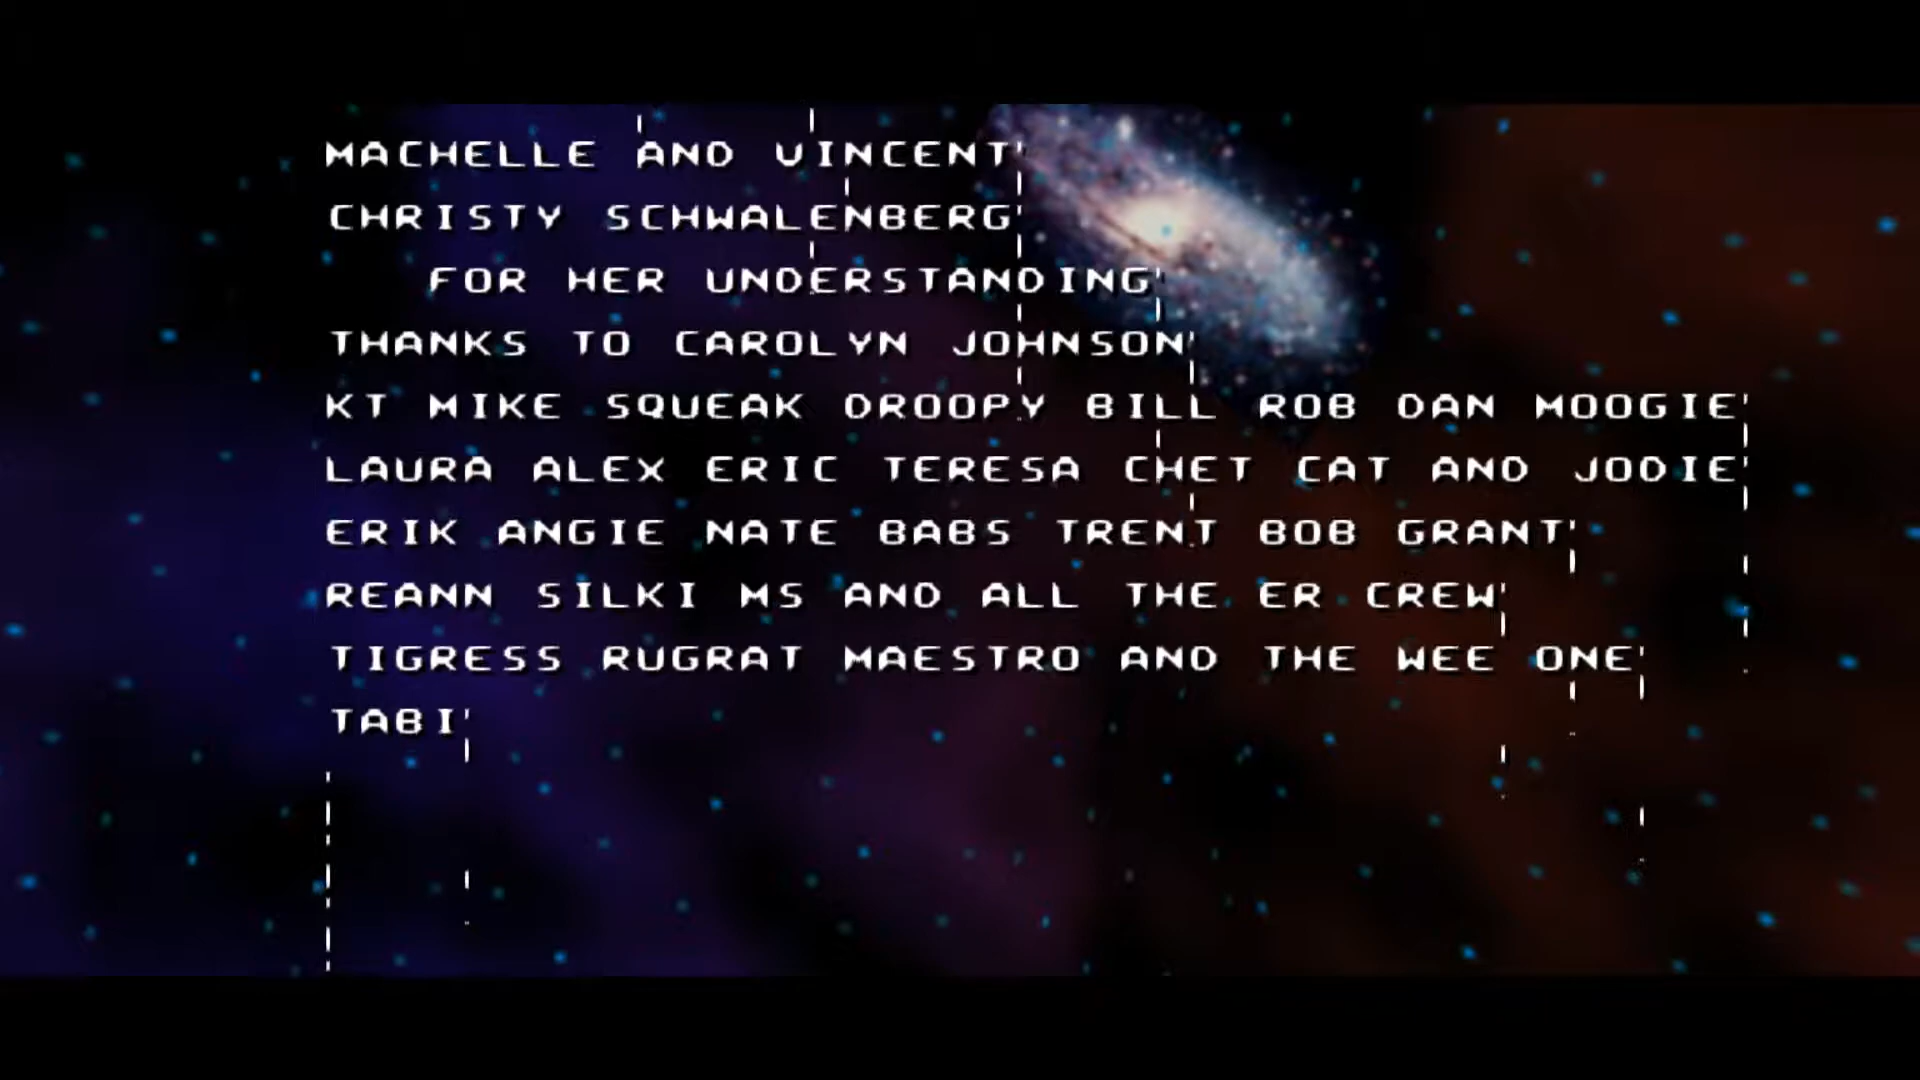 MACHELLE AND VINCENT
CHRISTY SCHWALENBERG
FOR HER UNDERSTANDING
THANKS TO CAROLYN JOHNSON
KT MIKE SQUEAK DROOPY BILL ROB DAN MOOGIE
LAURA ALEX ERIC TERESA CHET CAT AND JODIE
ERIK ANGIE NATE BABS TRENT BOB GRANT
REANN SILKI MS AND ALL THE ER CREW
TIGRESS RUGRAT MAESTRO AND THE WEE ONE
TABI